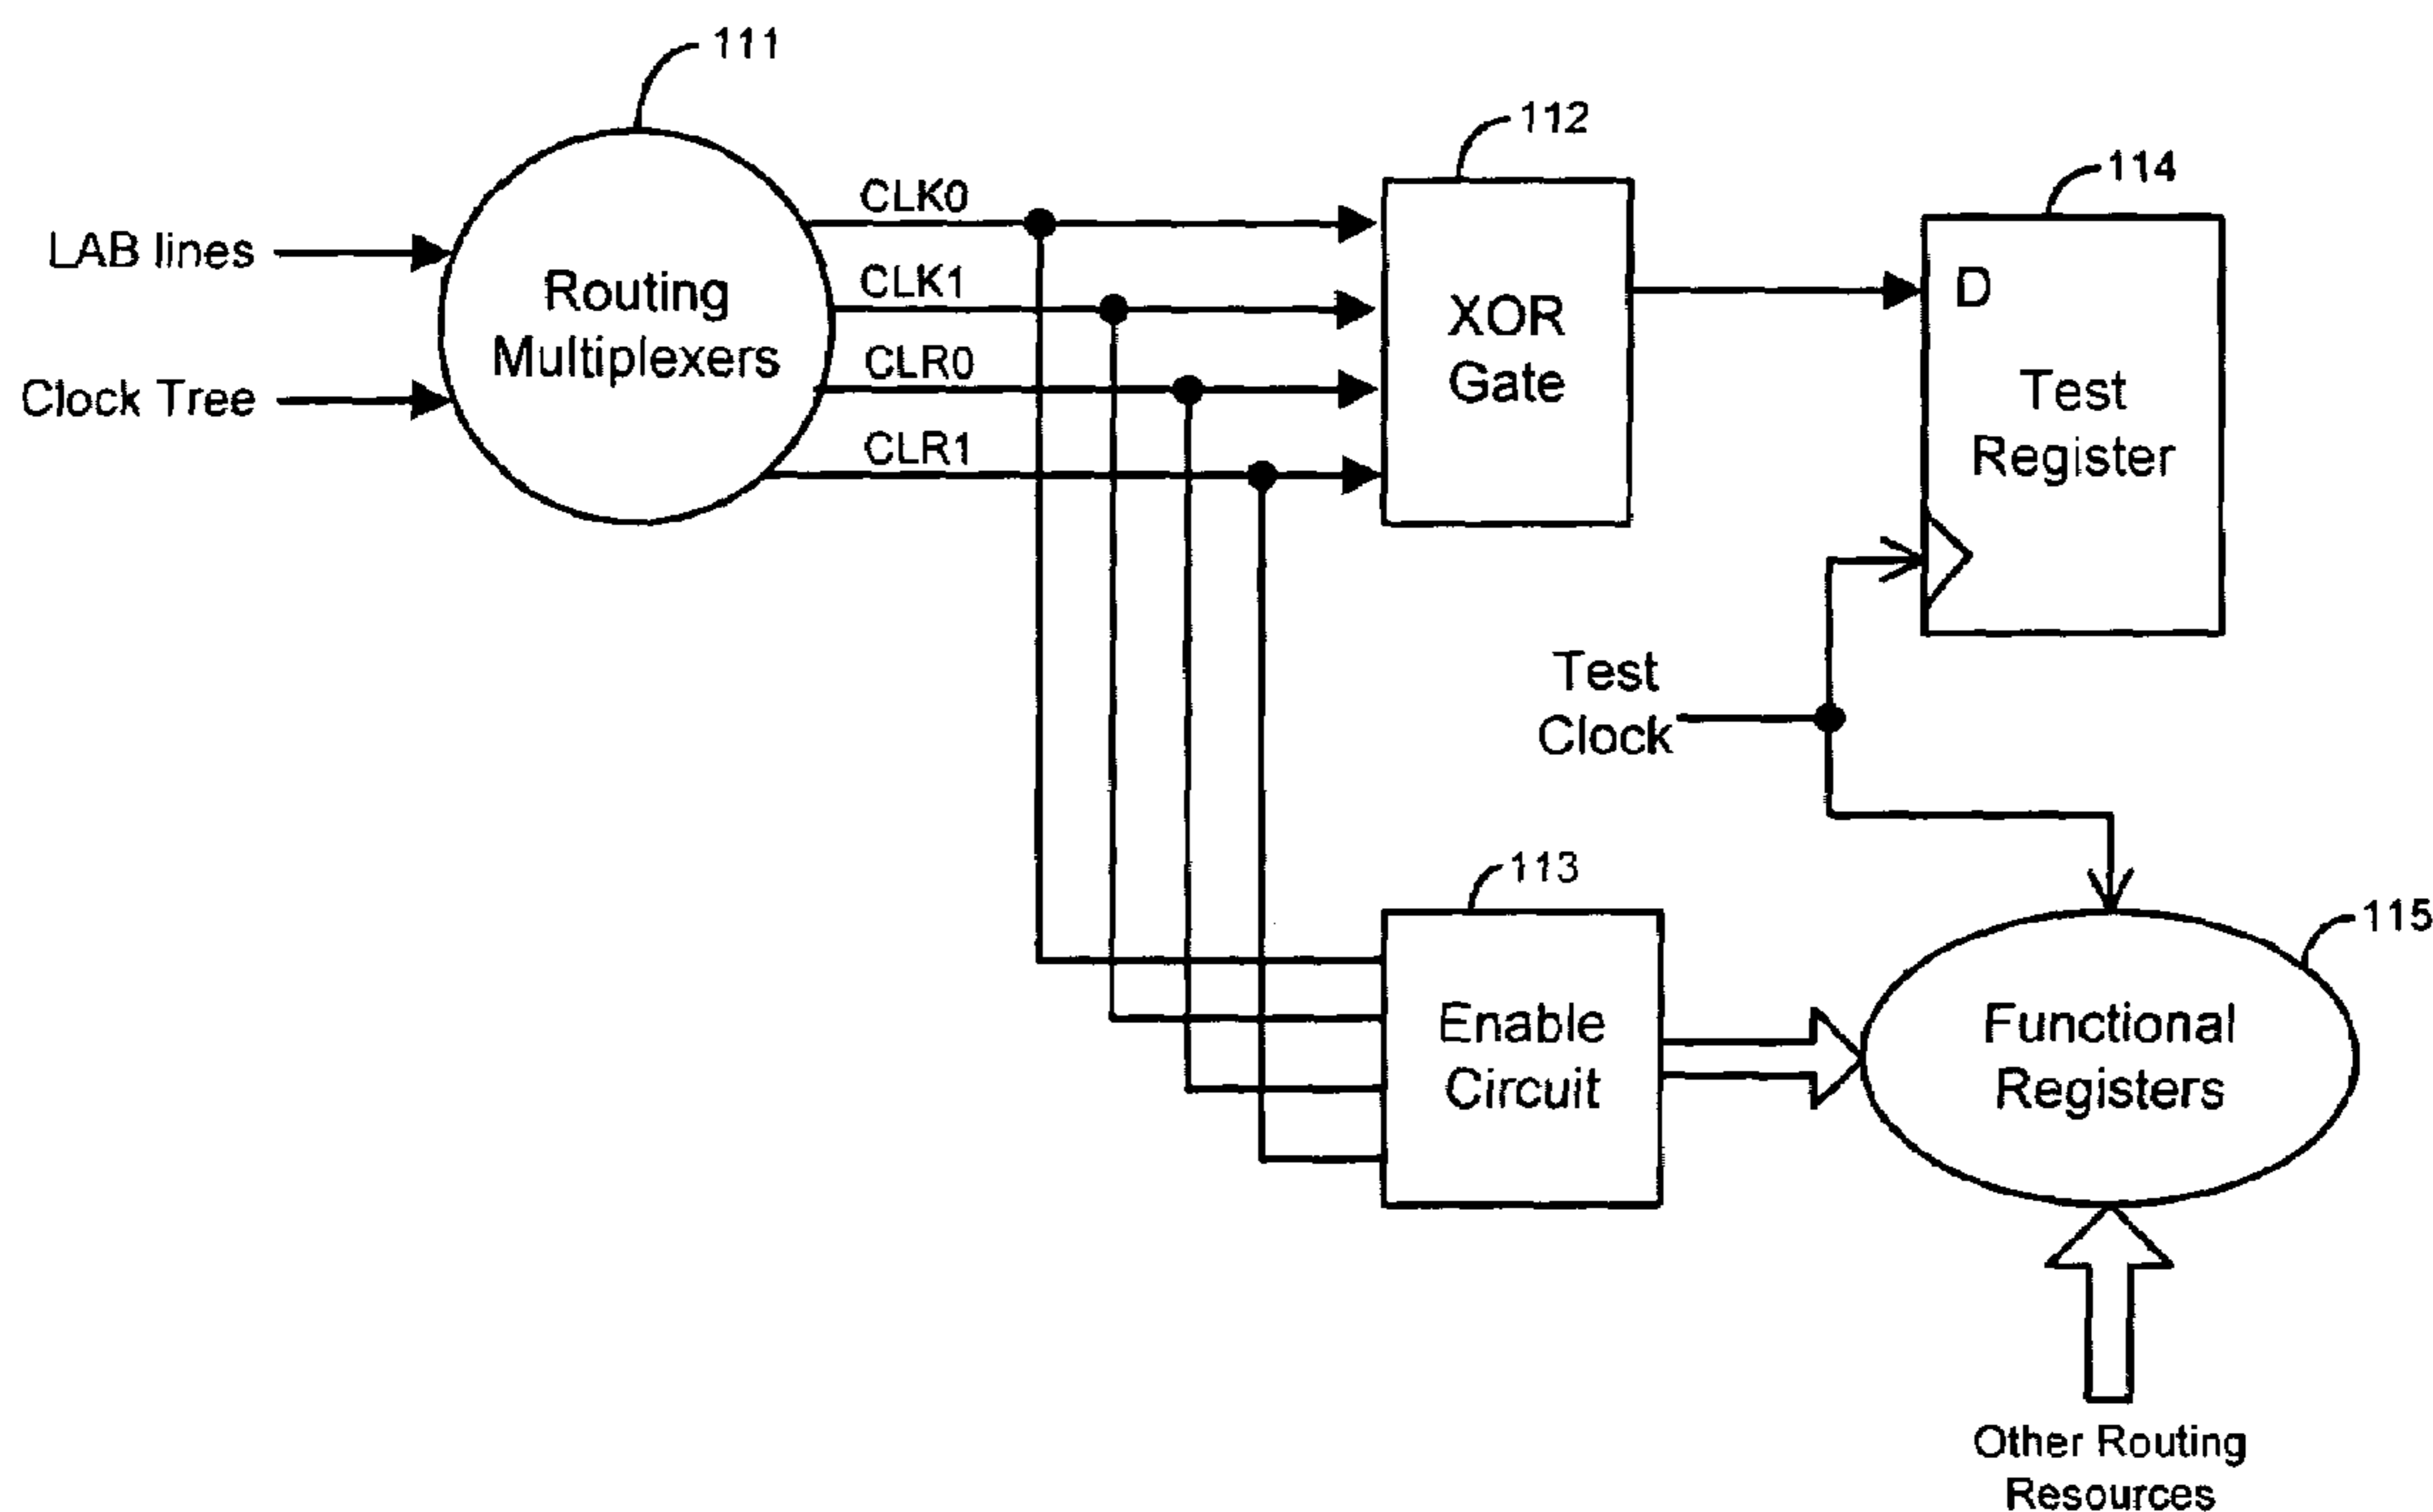 111
112
114
LAB lines
Clock Tree
Routing
Multiplexers
CLK0
CLK1
CLR0
CLR1
XOR
Gate
D
Test
Register
Test
Clock
113
115
Enable
Circuit
Functional
Registers
Other Routing
Resources